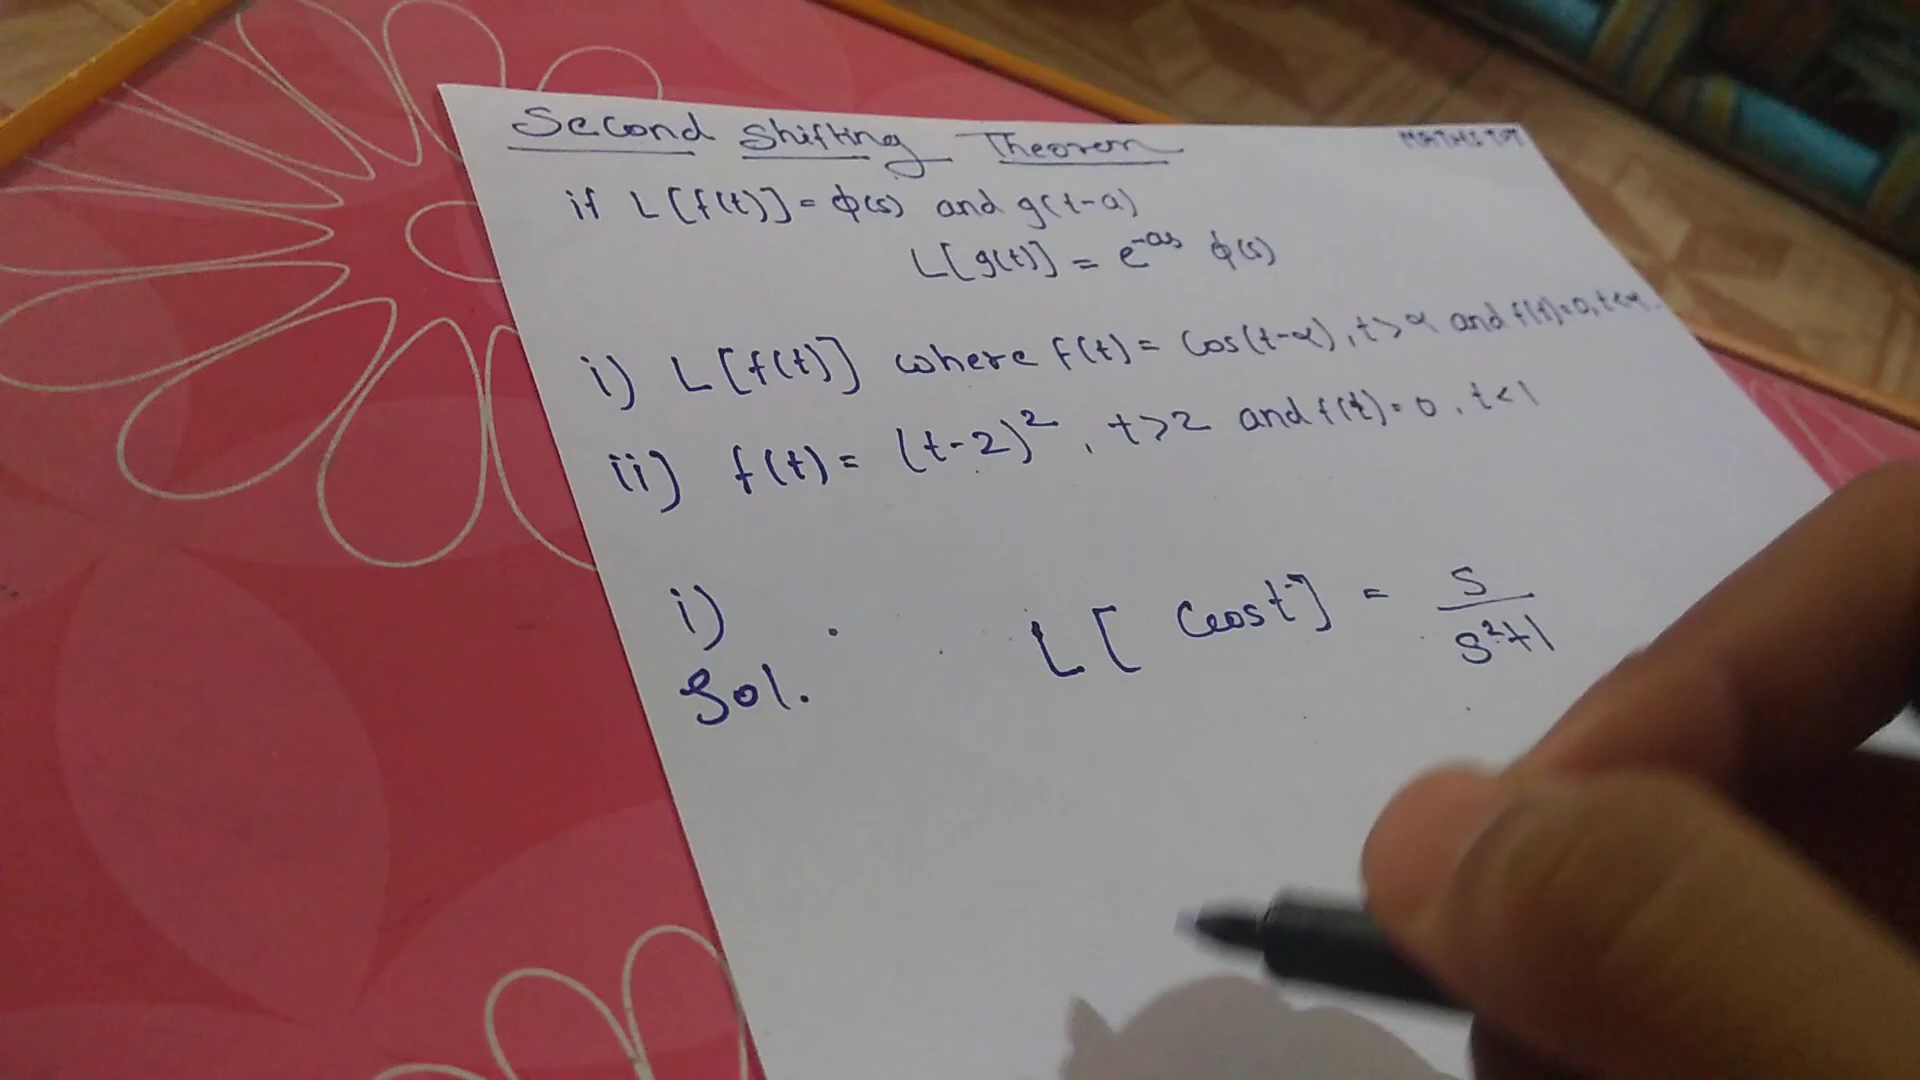 Second Shifting Theorem
if L[f(t)] = ϕ(s) and g(t-a)
L[g(t)] = e^-as ϕ(s)
i) L[f(t)] where f(t) = Cos(t-α), t>α and f(t)=0, t<α.
ii) f(t) = (t-2)², t>2 and f(t)=0, t<1
i)
Sol.
L[ Cost] = s/s²+1